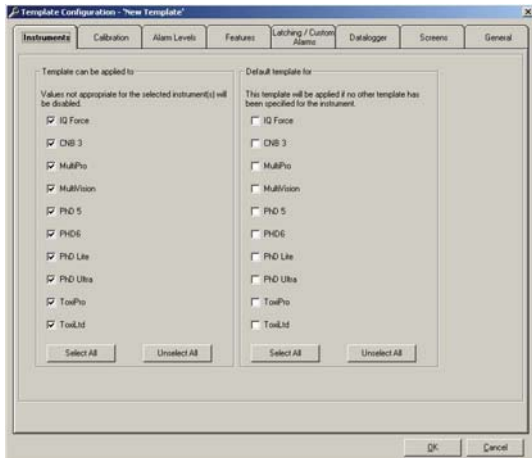 Template Configuration - 'New Template'
Instruments
Calibration
Alarm Levels
Features
Latching / Custom
Alarms
Datalogger
Screens
General
Template can be applied to
Values not appropriate for the selected instrument(s) will
be disabled.
IQ Force
CNB 3
MultiPro
MultiVision
PhD 5
PHD6
PhD Lite
PhD Ultra
ToxiPro
ToxiLtd
Select All
Unselect All
Default template for
This template will be applied if no other template has
been specified for the instrument.
IQ Force
CNB 3
MultiPro
MultiVision
PhD 5
PHD6
PhD Lite
PhD Ultra
ToxiPro
ToxiLtd
Select All
Unselect All
OK
Cancel